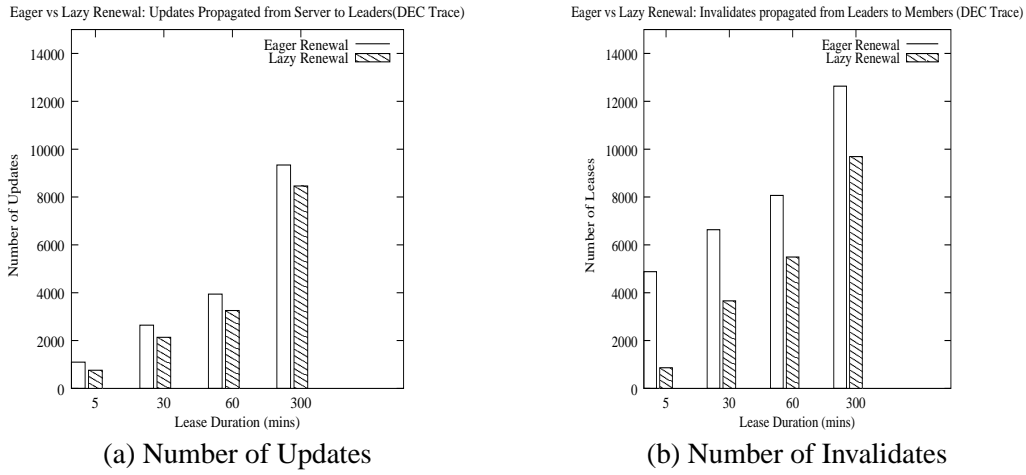 Eager vs Lazy Renewal: Updates Propagated from Server to Leaders(DEC Trace)
14000
12000
10000
8000
6000
4000
2000
0
Number of Updates
Eager Renewal
Lazy Renewal
5 30 60 300
Lease Duration (mins)
(a) Number of Updates
Eager vs Lazy Renewal: Invalidates propagated from Leaders to Members (DEC Trace)
14000
12000
10000
8000
6000
4000
2000
0
Number of Leases
Eager Renewal
Lazy Renewal
5 30 60 300
Lease Duration (mins)
(b) Number of Invalidates